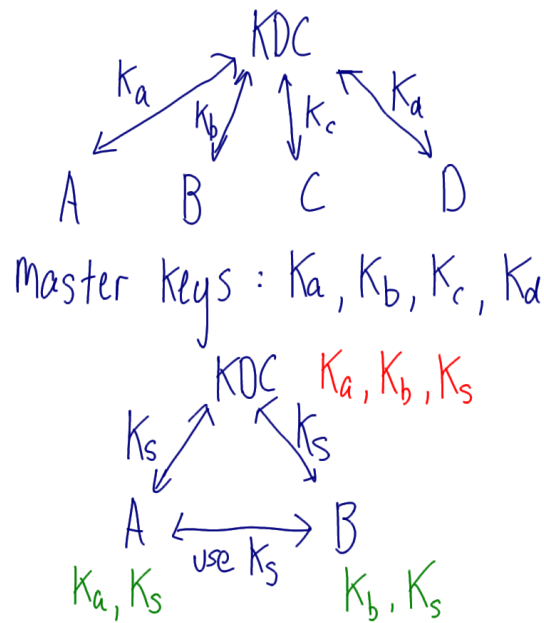 KDC
Ka Kb Kc Kd
A B C D
Master keys : Ka, Kb, Kc, Kd
KDC Ka, Kb, Ks
Ks Ks
A B
use Ks
Ka, Ks Kb, Ks